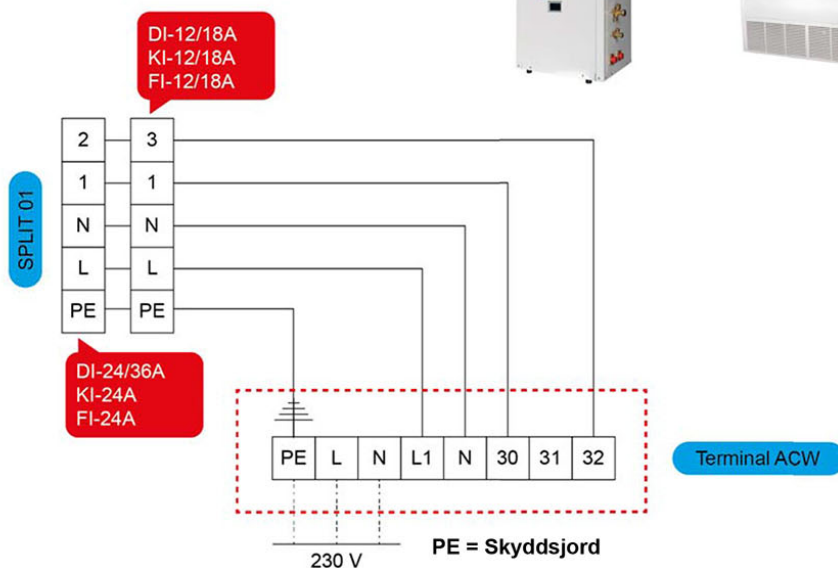 DI-12/18A
KI-12/18A
FI-12/18A
2 3
1 1
N N
L L
PE PE
SPLIT 01
DI-24/36A
KI-24A
FI-24A
PE L N L1 N 30 31 32
Terminal ACW
230 V
PE = Skyddsjord